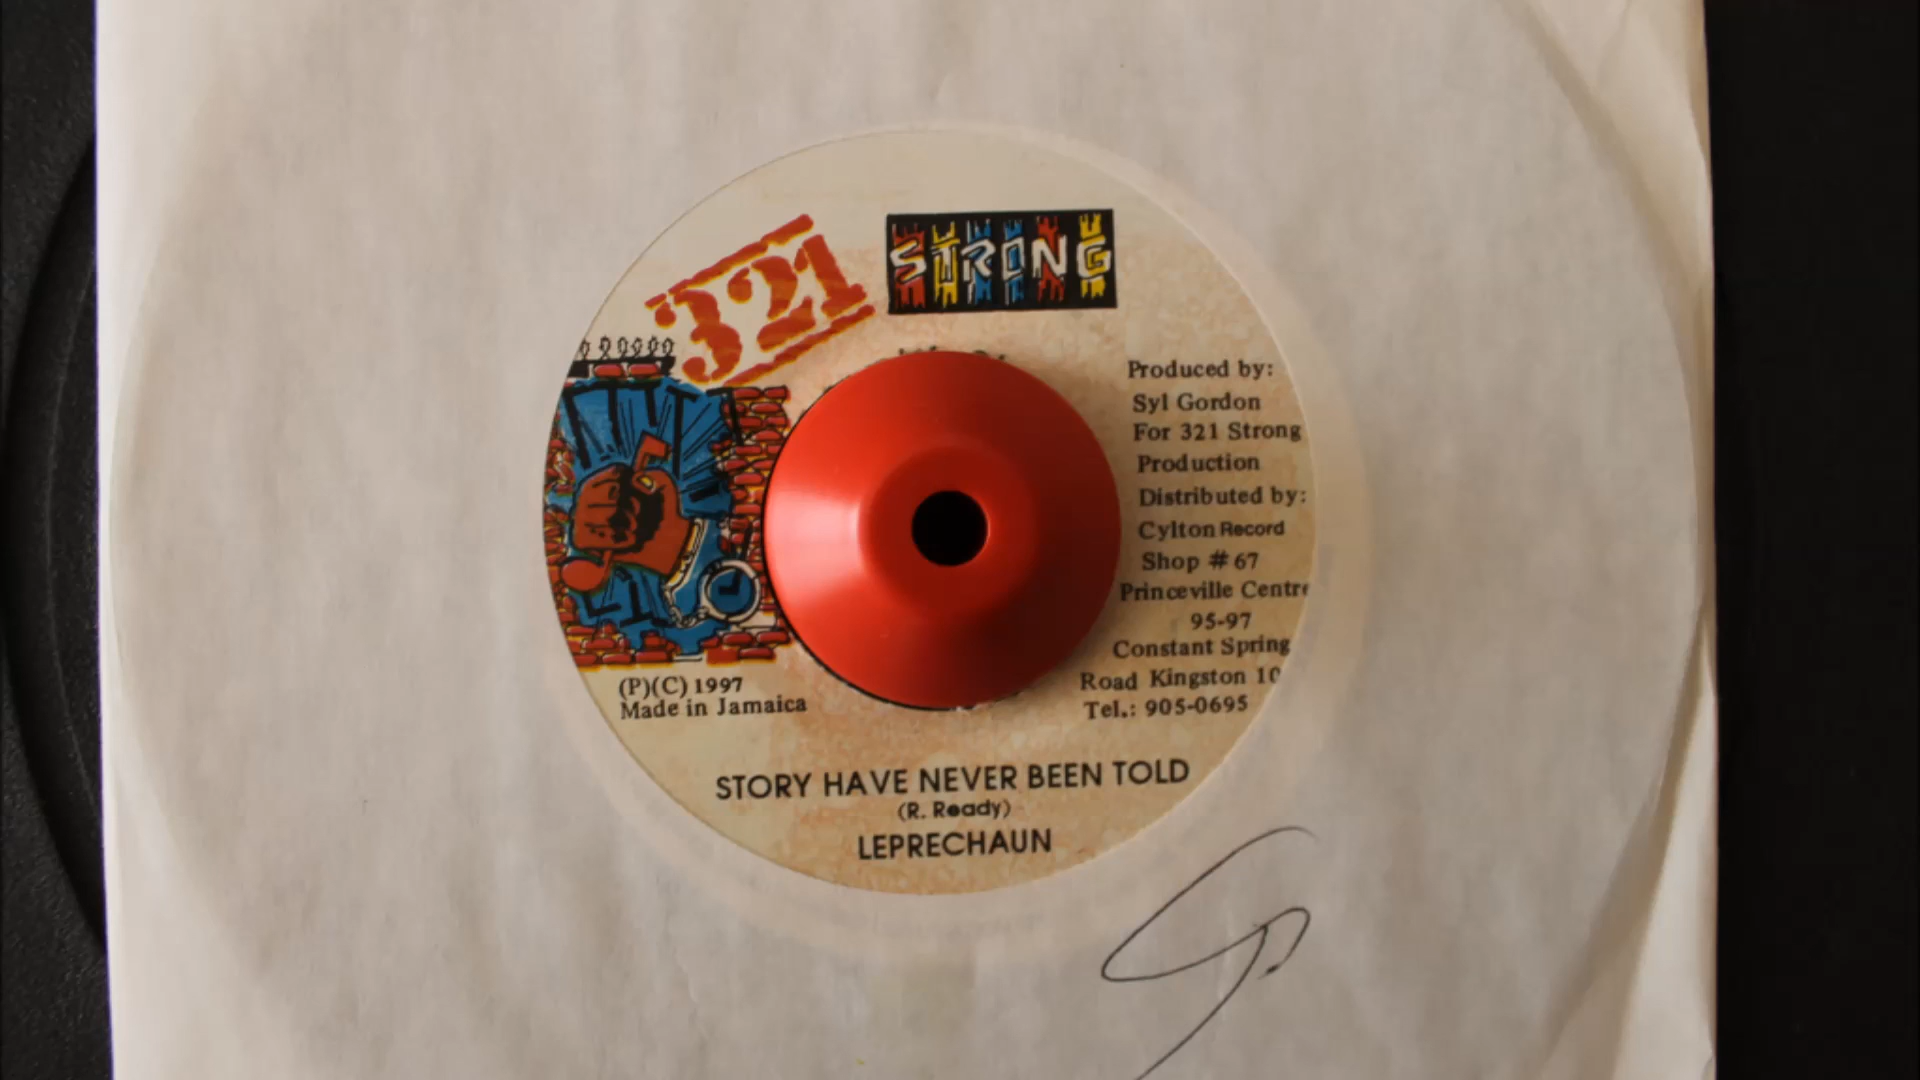 321
STRONG
Produced by:
Syl Gordon
For 321 Strong
Production
Distributed by:
Cylton Record
Shop # 67
Princeville Centre
95-97
Constant Spring
Road Kingston 10
Tel.: 905-0695
(P)(C) 1997
Made in Jamaica
STORY HAVE NEVER BEEN TOLD
(R. Ready)
LEPRECHAUN